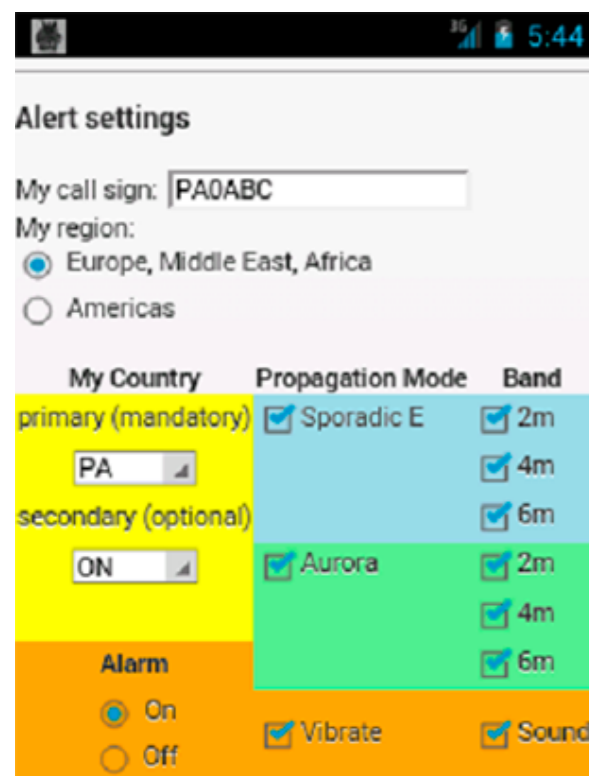 3G 5:44
Alert settings
My call sign: PA0ABC
My region:
Europe, Middle East, Africa
Americas
My Country Propagation Mode Band
primary (mandatory) Sporadic E 2m
PA 4m
secondary (optional) 6m
ON Aurora 2m
4m
Alarm 6m
On
Vibrate Sound
Off